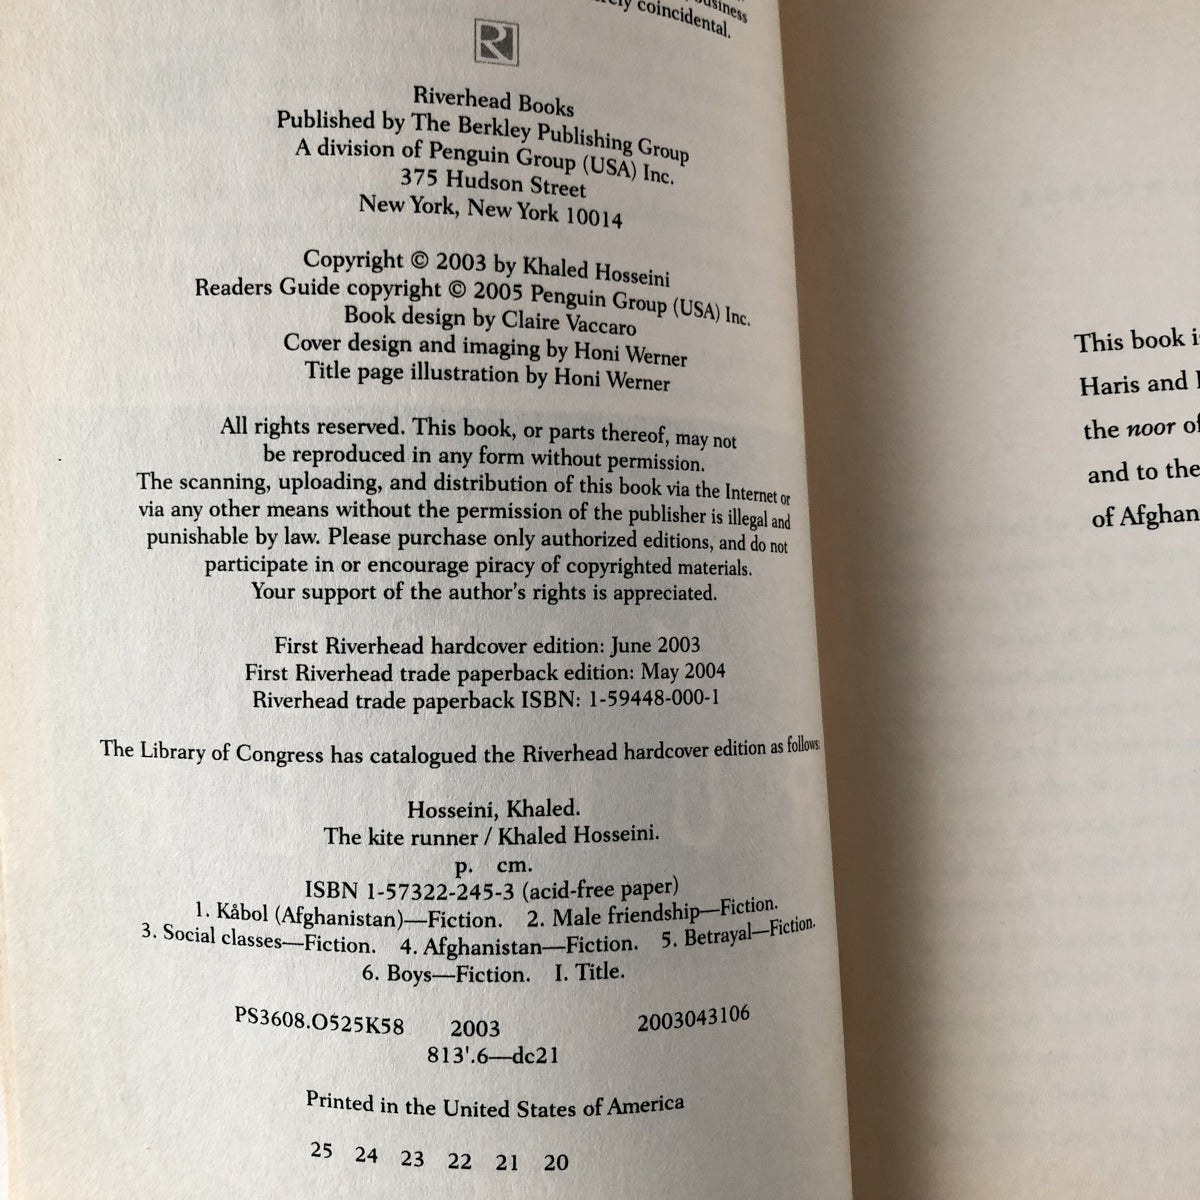 business
coincidental.
R
Riverhead Books
Published by The Berkley Publishing Group
A division of Penguin Group (USA) Inc.
375 Hudson Street
New York, New York 10014
Copyright © 2003 by Khaled Hosseini
Readers Guide copyright © 2005 Penguin Group (USA) Inc.
Book design by Claire Vaccaro
Cover design and imaging by Honi Werner
Title page illustration by Honi Werner
All rights reserved. This book, or parts thereof, may not
be reproduced in any form without permission.
The scanning, uploading, and distribution of this book via the Internet or
via any other means without the permission of the publisher is illegal and
punishable by law. Please purchase only authorized editions, and do not
participate in or encourage piracy of copyrighted materials.
Your support of the author's rights is appreciated.
First Riverhead hardcover edition: June 2003
First Riverhead trade paperback edition: May 2004
Riverhead trade paperback ISBN: 1-59448-000-1
The Library of Congress has catalogued the Riverhead hardcover edition as follows
Hosseini, Khaled.
The kite runner / Khaled Hosseini.
p. cm.
ISBN 1-57322-245-3 (acid-free paper)
1. Kåbol (Afghanistan)—Fiction. 2. Male friendship—Fiction.
3. Social classes—Fiction. 4. Afghanistan—Fiction. 5. Betrayal—Fiction.
6. Boys—Fiction. I. Title.
PS3608.O525K58 2003 2003043106
813'.6—dc21
Printed in the United States of America
25 24 23 22 21 20
This book
Haris and
the noor
and to the
of Afghan